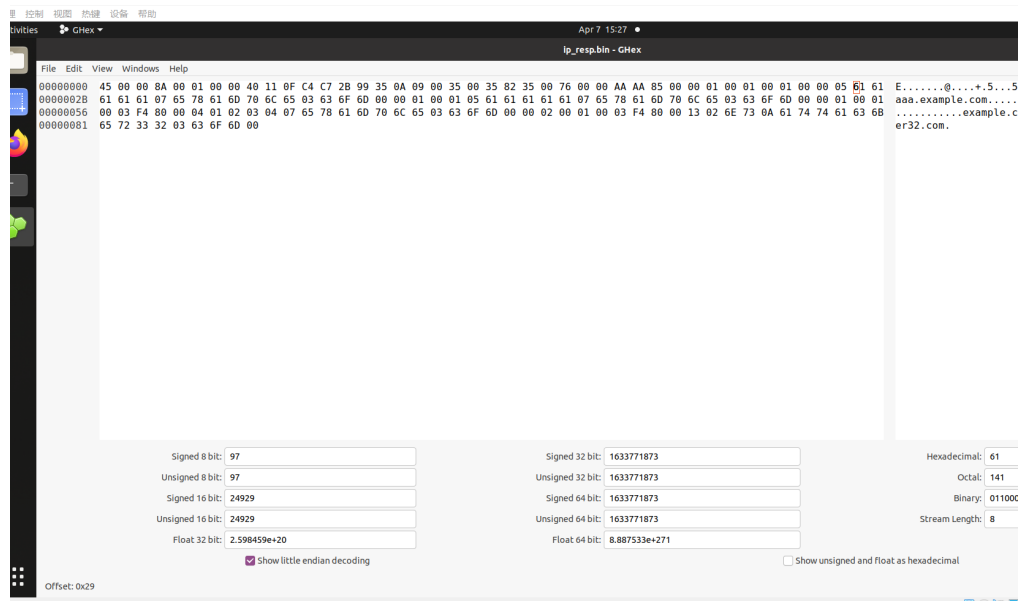 理 控制 视图 热键 设备 帮助
tivities GHex Apr 7 15:27
ip_resp.bin - GHex
File Edit View Windows Help
00000000 45 00 00 8A 00 01 00 00 40 11 0F C4 C7 2B 99 35 0A 09 00 35 00 35 82 35 00 76 00 00 AA AA 85 00 00 01 00 01 00 01 00 00 05 61 61 E.......@....+.5...5
0000002B 61 61 61 07 65 78 61 6D 70 6C 65 03 63 6F 6D 00 00 01 00 01 05 61 61 61 61 61 07 65 78 61 6D 70 6C 65 03 63 6F 6D 00 00 01 00 01 aaa.example.com.....
00000056 00 03 F4 80 00 04 01 02 03 04 07 65 78 61 6D 70 6C 65 03 63 6F 6D 00 00 02 00 01 00 03 F4 80 00 13 02 6E 73 0A 61 74 74 61 63 6B ...........example.c
00000081 65 72 33 32 03 63 6F 6D 00 er32.com.
Signed 8 bit: 97 Signed 32 bit: 1633771873 Hexadecimal: 61
Unsigned 8 bit: 97 Unsigned 32 bit: 1633771873 Octal: 141
Signed 16 bit: 24929 Signed 64 bit: 1633771873 Binary: 011000
Unsigned 16 bit: 24929 Unsigned 64 bit: 1633771873 Stream Length: 8
Float 32 bit: 2.598459e+20 Float 64 bit: 8.887533e+271
Show little endian decoding Show unsigned and float as hexadecimal
Offset: 0x29